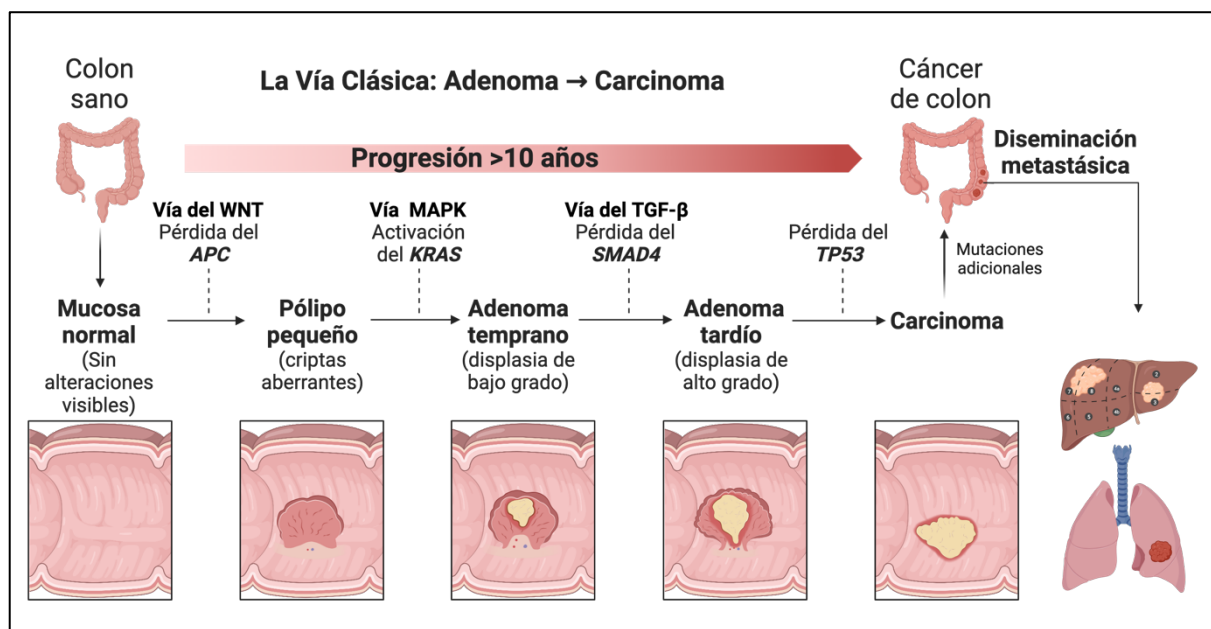 Colon
sano
La Vía Clásica: Adenoma → Carcinoma
Cáncer
de colon
Progresión >10 años
Diseminación
metastásica
Vía del WNT
Pérdida del
APC
Vía MAPK
Activación
del KRAS
Vía del TGF-β
Pérdida del
SMAD4
Pérdida del
TP53
Mutaciones
adicionales
Mucosa
normal
(Sin
alteraciones
visibles)
Pólipo
pequeño
(criptas
aberrantes)
Adenoma
temprano
(displasia de
bajo grado)
Adenoma
tardío
(displasia de
alto grado)
Carcinoma